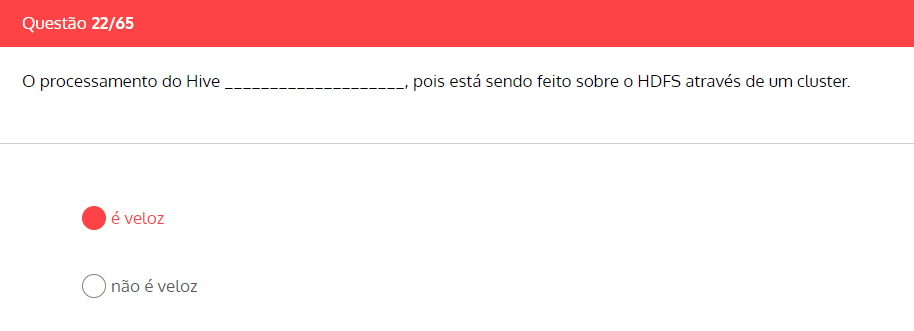 Questão 22/65
O processamento do Hive ____________________, pois está sendo feito sobre o HDFS através de um cluster.
é veloz
não é veloz